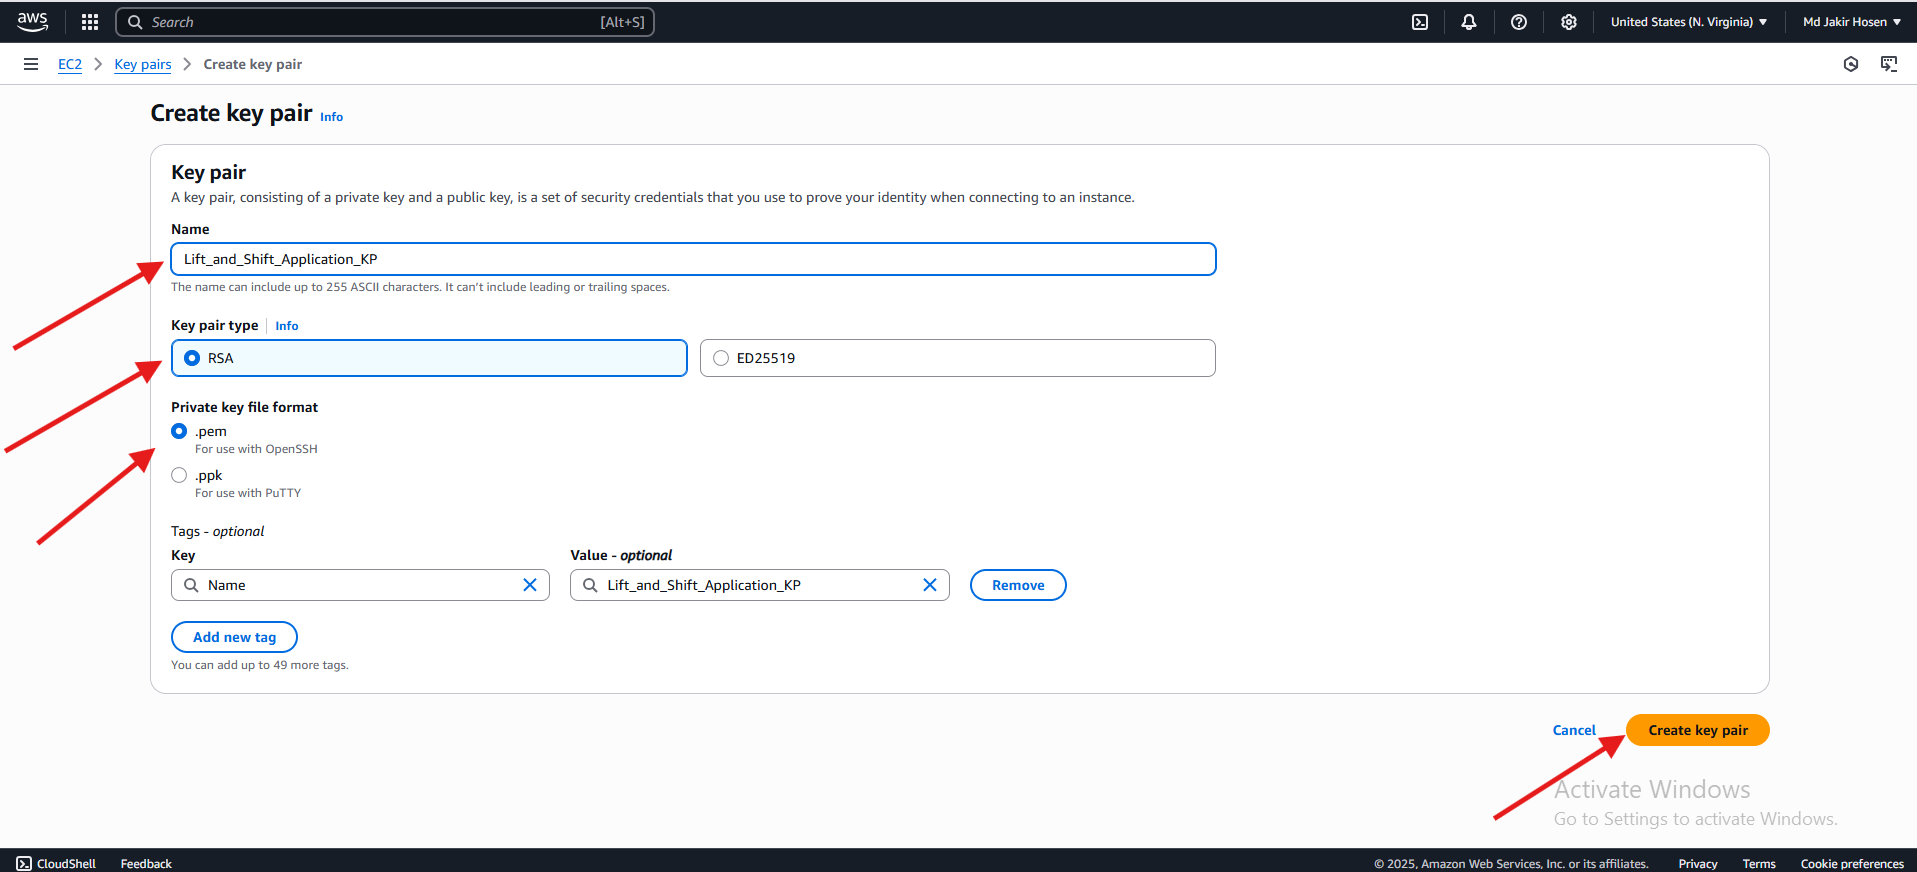 aws
Search [Alt+S]
United States (N. Virginia)
Md Jakir Hosen
EC2
Key pairs
Create key pair
Create key pair Info
Key pair
A key pair, consisting of a private key and a public key, is a set of security credentials that you use to prove your identity when connecting to an instance.
Name
Lift_and_Shift_Application_KP
The name can include up to 255 ASCII characters. It can't include leading or trailing spaces.
Key pair type Info
RSA
ED25519
Private key file format
.pem
For use with OpenSSH
.ppk
For use with PuTTY
Tags - optional
Key
Value - optional
Name
Lift_and_Shift_Application_KP
Remove
Add new tag
You can add up to 49 more tags.
Cancel
Create key pair
Activate Windows
Go to Settings to activate Windows.
CloudShell
Feedback
© 2025, Amazon Web Services, Inc. or its affiliates.
Privacy
Terms
Cookie preferences